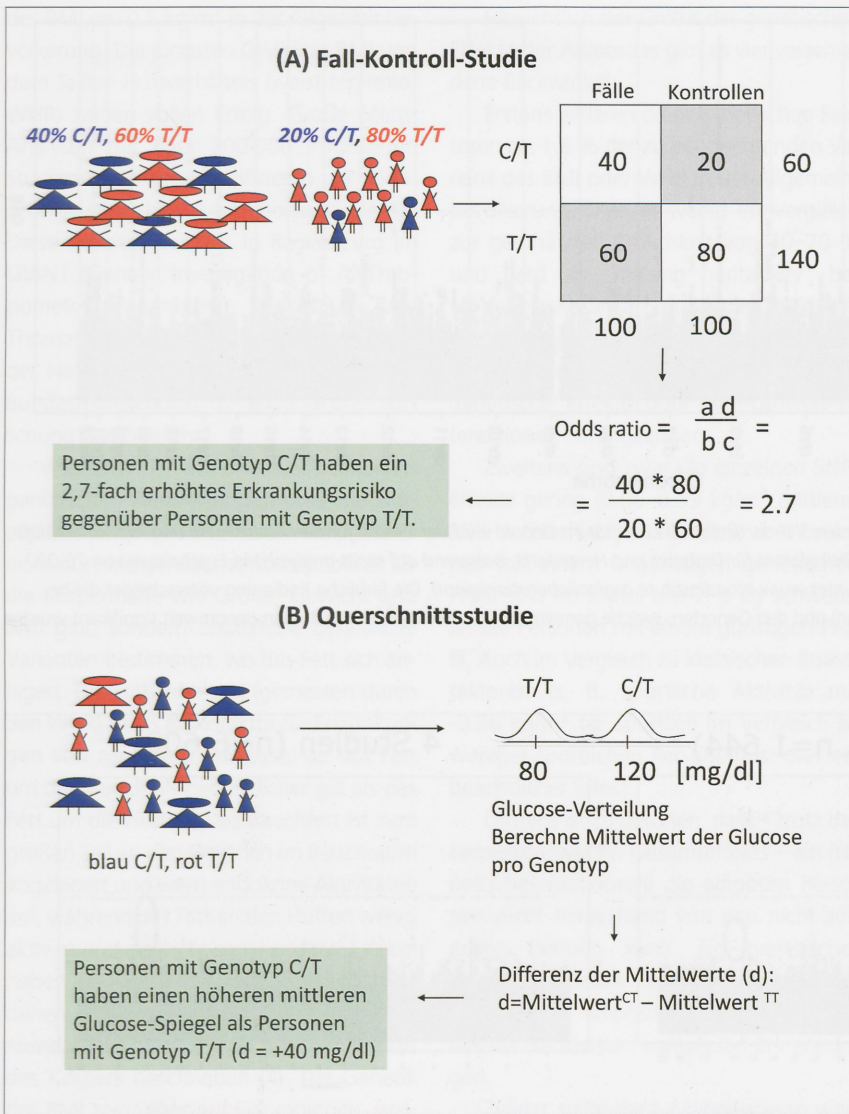 (A) Fall-Kontroll-Studie
40% C/T, 60% T/T
20% C/T, 80% T/T
Fälle Kontrollen
C/T 40 20 60
T/T 60 80 140
100 100
Odds ratio = a d / b c =
= 40 * 80 / 20 * 60 = 2.7
Personen mit Genotyp C/T haben ein
2,7-fach erhöhtes Erkrankungsrisiko
gegenüber Personen mit Genotyp T/T.
(B) Querschnittsstudie
blau C/T, rot T/T
T/T C/T
80 120 [mg/dl]
Glucose-Verteilung
Berechne Mittelwert der Glucose
pro Genotyp
Differenz der Mittelwerte (d):
d=Mittelwert^CT – Mittelwert ^TT
Personen mit Genotyp C/T
haben einen höheren mittleren
Glucose-Spiegel als Personen
mit Genotyp T/T (d = +40 mg/dl)